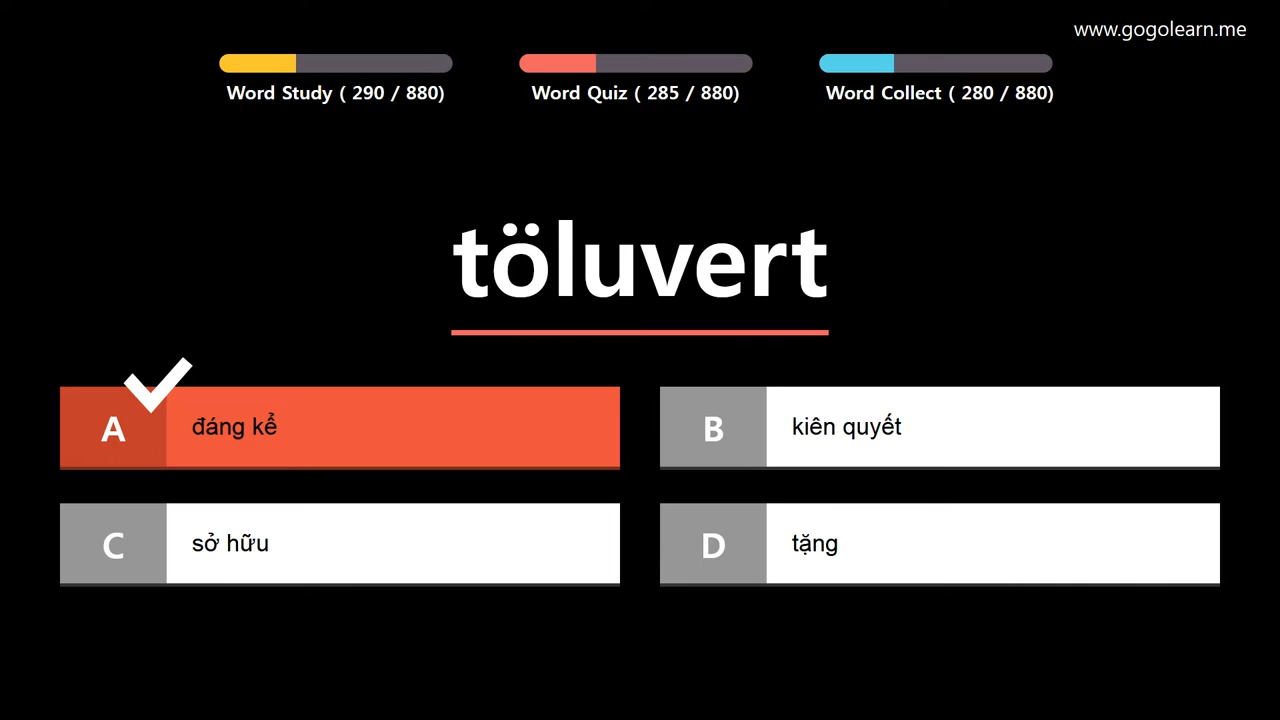 www.gogolearn.me
Word Study ( 290 / 880)
Word Quiz ( 285 / 880)
Word Collect ( 280 / 880)
töluvert
A đáng kể
B kiên quyết
C sở hữu
D tặng